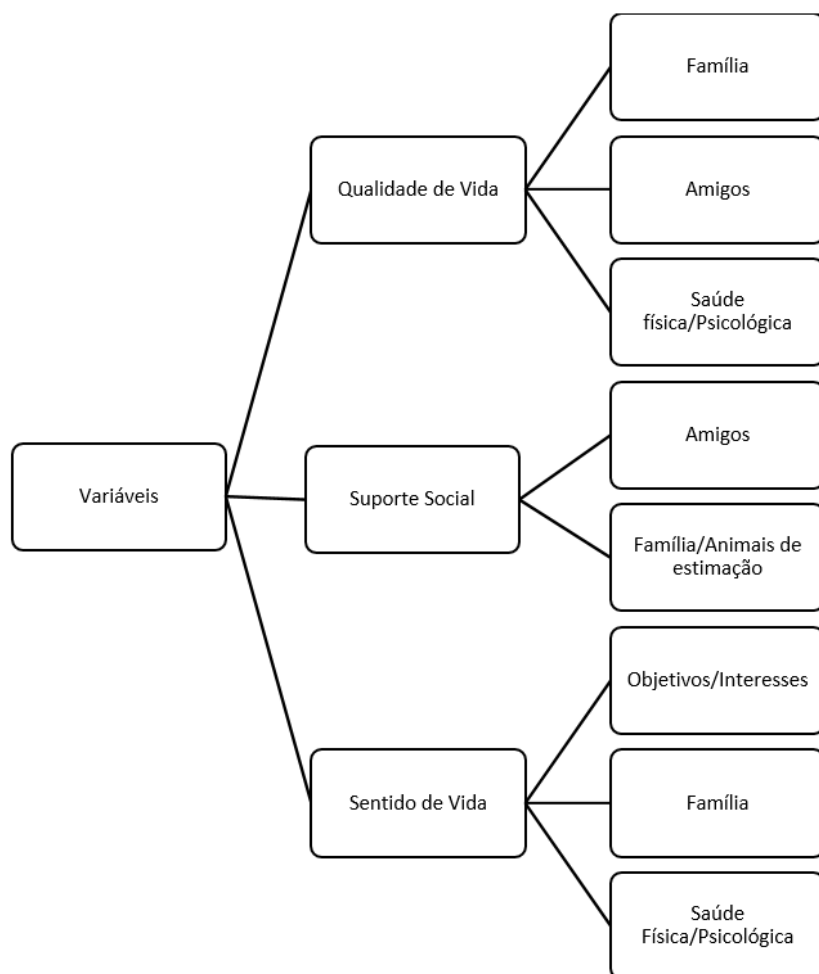 Família
Qualidade de Vida
Amigos
Saúde
física/Psicológica
Variáveis
Suporte Social
Amigos
Família/Animais de
estimação
Sentido de Vida
Objetivos/Interesses
Família
Saúde
Física/Psicológica